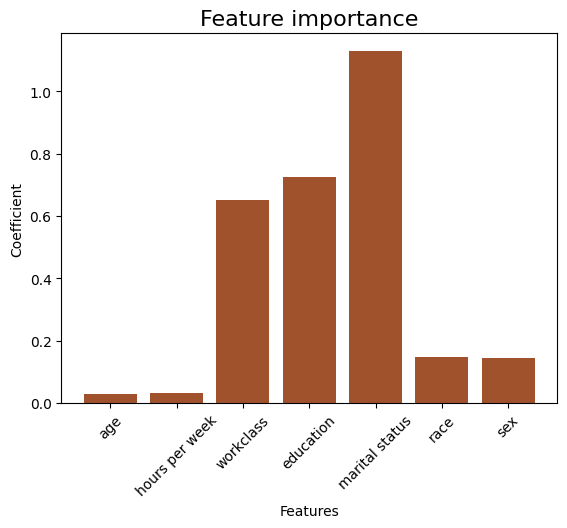 Feature importance
Coefficient
1.0
0.8
0.6
0.4
0.2
0.0
age
hours per week
workclass
education
marital status
race
sex
Features